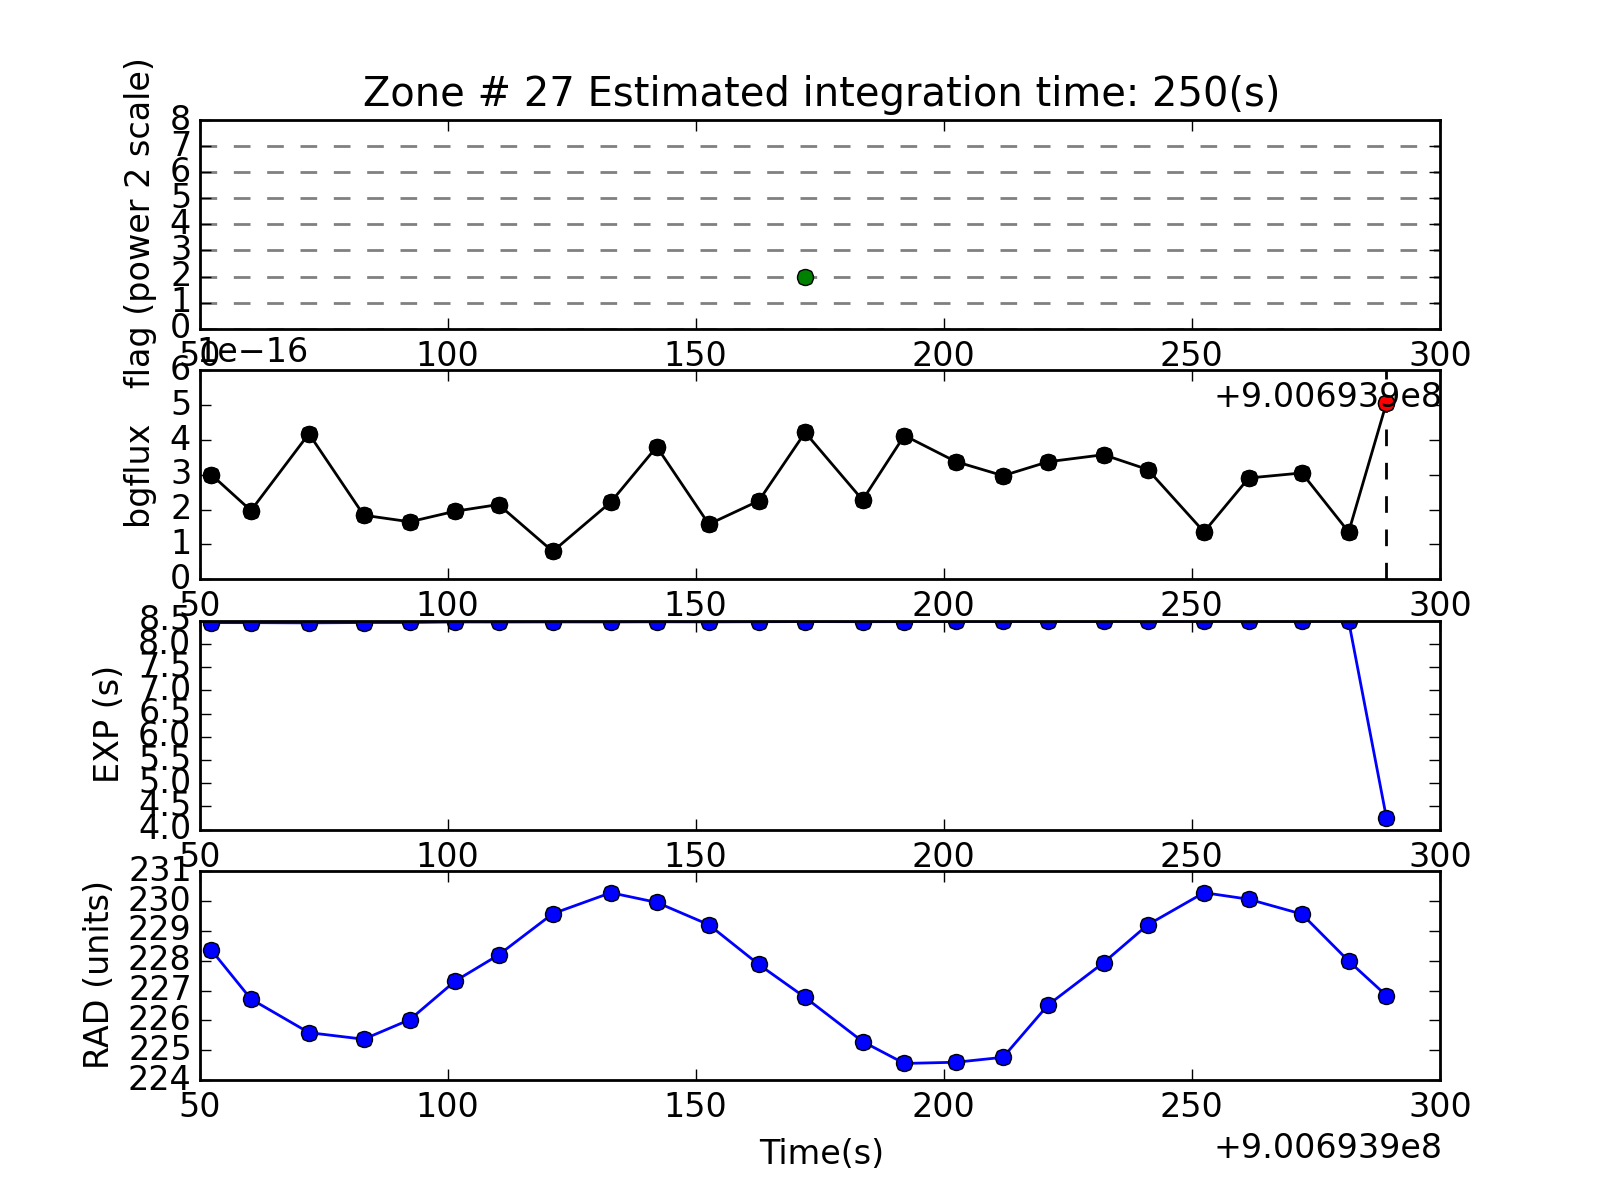 Zone # 27 Estimated integration time: 250(s)
flag (power 2 scale)
8
7
6
5
4
3
2
1
0
50 100 150 200 250 300
1e−16
+9.006939e8
bgflux
6
5
4
3
2
1
0
50 100 150 200 250 300
EXP (s)
8.5
8.0
7.5
7.0
6.5
6.0
5.5
5.0
4.5
4.0
50 100 150 200 250 300
RAD (units)
231
230
229
228
227
226
225
224
50 100 150 200 250 300
Time(s)
+9.006939e8